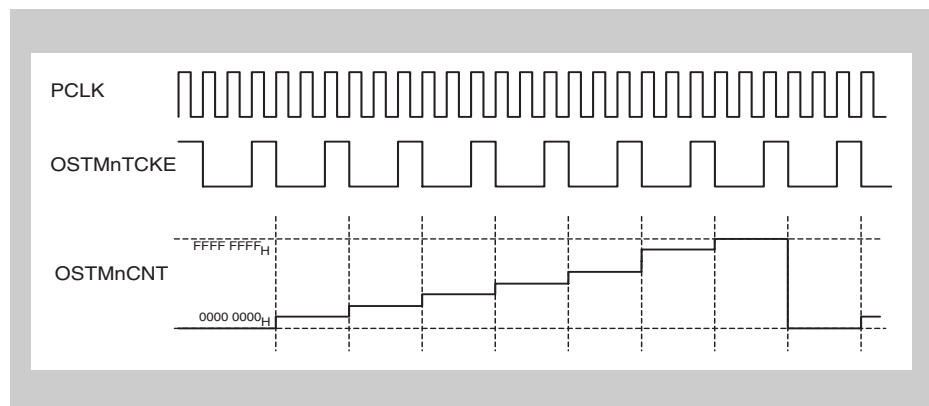 PCLK
OSTMnTCKE
FFFF FFFFH
OSTMnCNT
0000 0000H